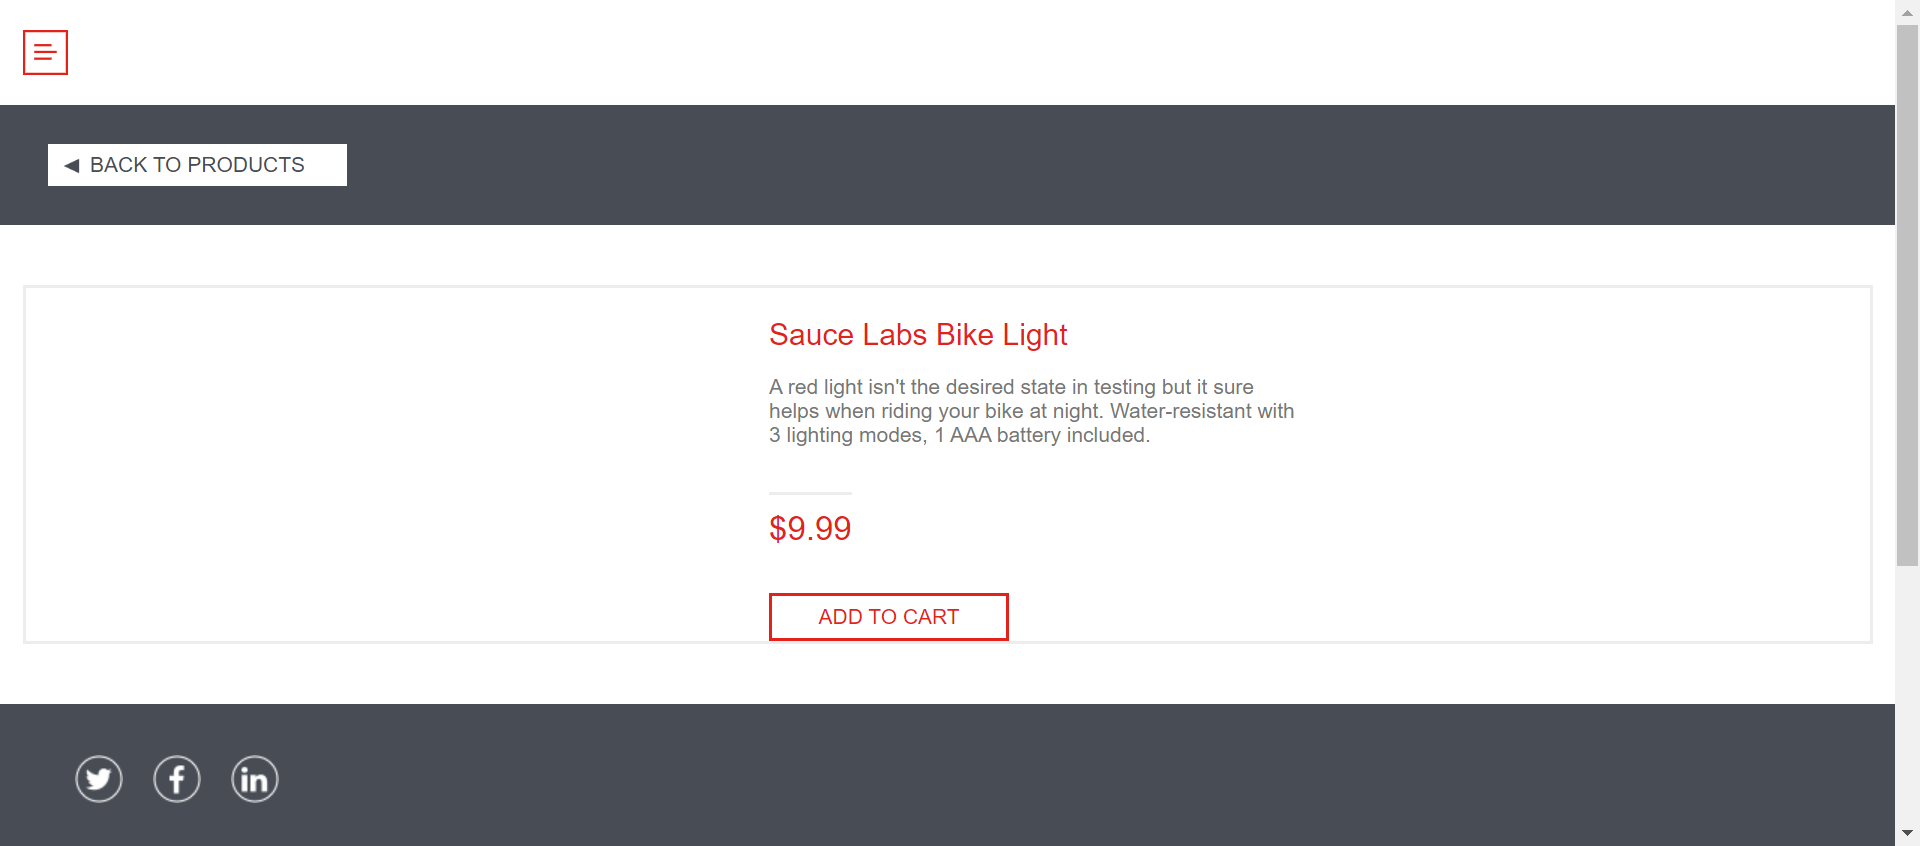 BACK TO PRODUCTS
Sauce Labs Bike Light
A red light isn't the desired state in testing but it sure
helps when riding your bike at night. Water-resistant with
3 lighting modes, 1 AAA battery included.
$9.99
ADD TO CART